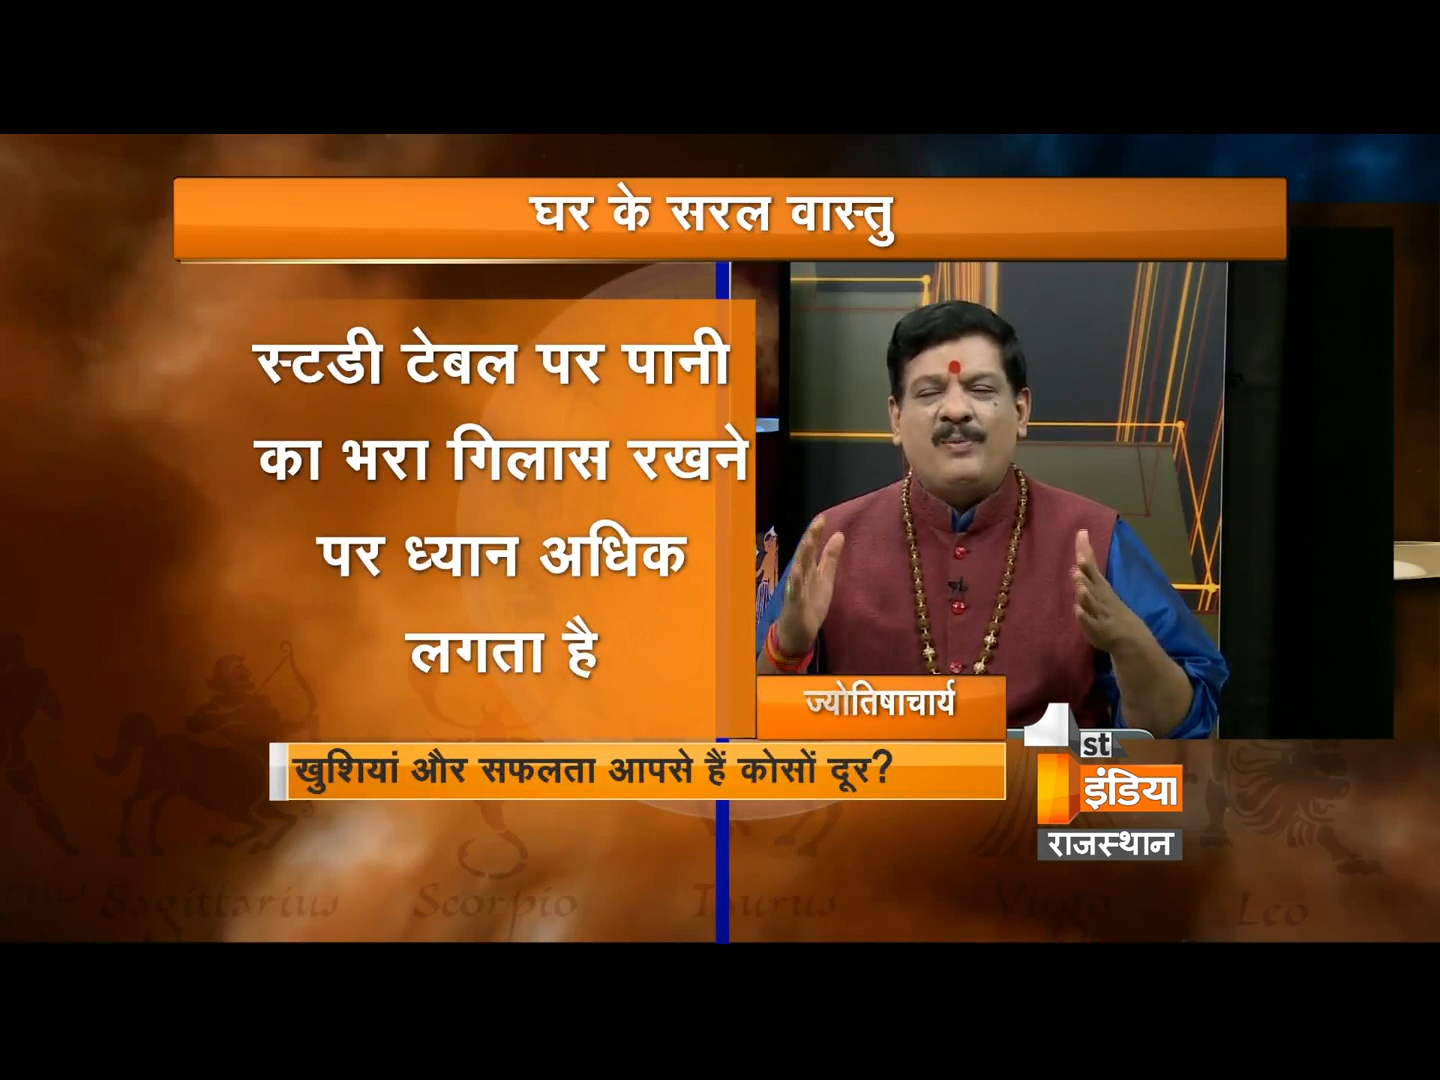 घर के सरल वास्तु
स्टडी टेबल पर पानी
का भरा गिलास रखने
पर ध्यान अधिक
लगता है
ज्योतिषाचार्य
खुशियां और सफलता आपसे हैं कोसों दूर?
1st
इंडिया
राजस्थान
Sagittarius
Scorpio
Taurus
Virgo
Leo